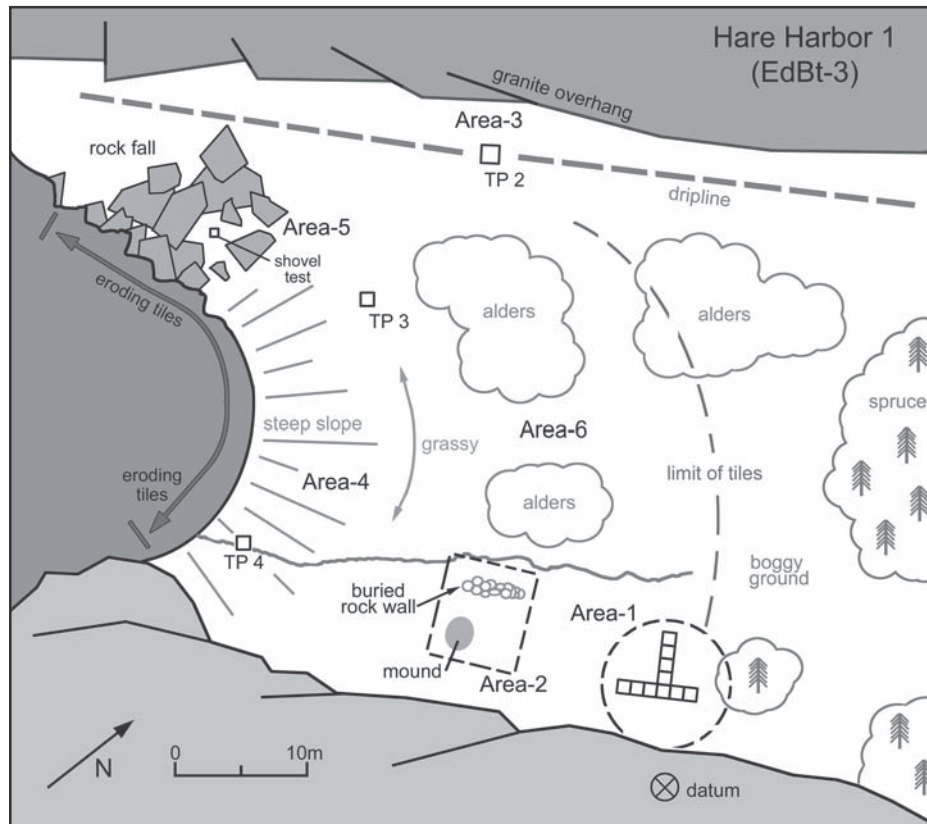 Hare Harbor 1
(EdBt-3)
granite overhang
Area-3
rock fall
TP 2
dripline
Area-5
shovel
test
eroding tiles
TP 3
alders
alders
spruce
steep slope
grassy
Area-6
eroding
tiles
Area-4
limit of tiles
alders
TP 4
boggy
ground
buried
rock wall
Area-1
mound
Area-2
N
0
10m
datum